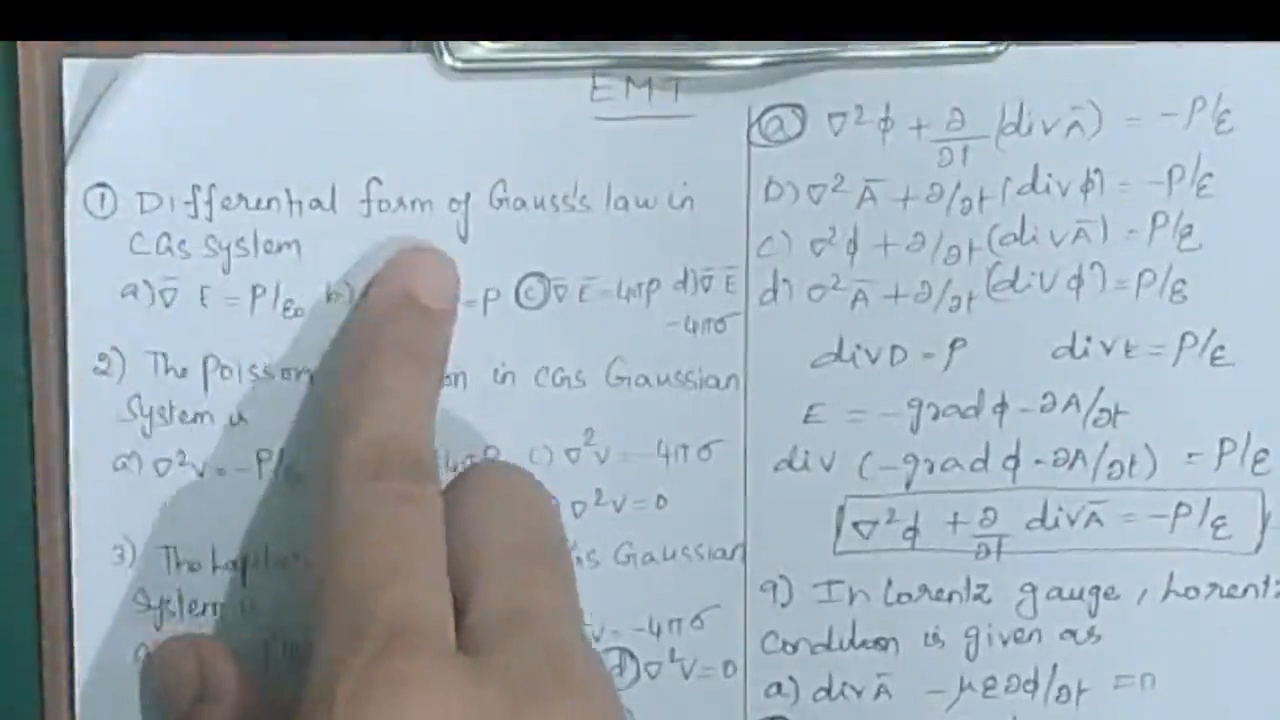 EMT
① Differential form of Gauss's law in
CGS system
a) ∇̄ E = ρ/ε₀ b) = ρ ⓒ ∇̄ Ē = 4πρ d) ∇̄ Ē
- 4πσ
2) The Poisson in CGS Gaussian
System is
a) ∇²V = -ρ/ c) ∇²V = 4πσ
∇²V = 0
3) The Gaussian
System
V = -4πσ
ⓓ ∇²V = 0
ⓐ ∇²φ + ∂/∂t (div Ā) = -ρ/ε
b) ∇² Ā + ∂/∂t (div φ) = -ρ/ε
c) ∇²φ + ∂/∂t (div Ā) = ρ/ε
d) ∇² Ā + ∂/∂t (div φ) = ρ/ε
div D = ρ div E = ρ/ε
E = -grad φ - ∂A/∂t
div (-grad φ - ∂A/∂t) = ρ/ε
∇²φ + ∂/∂t div Ā = -ρ/ε
9) In Lorentz gauge, Lorentz
Condition is given as
a) div Ā - με ∂φ/∂t = 0